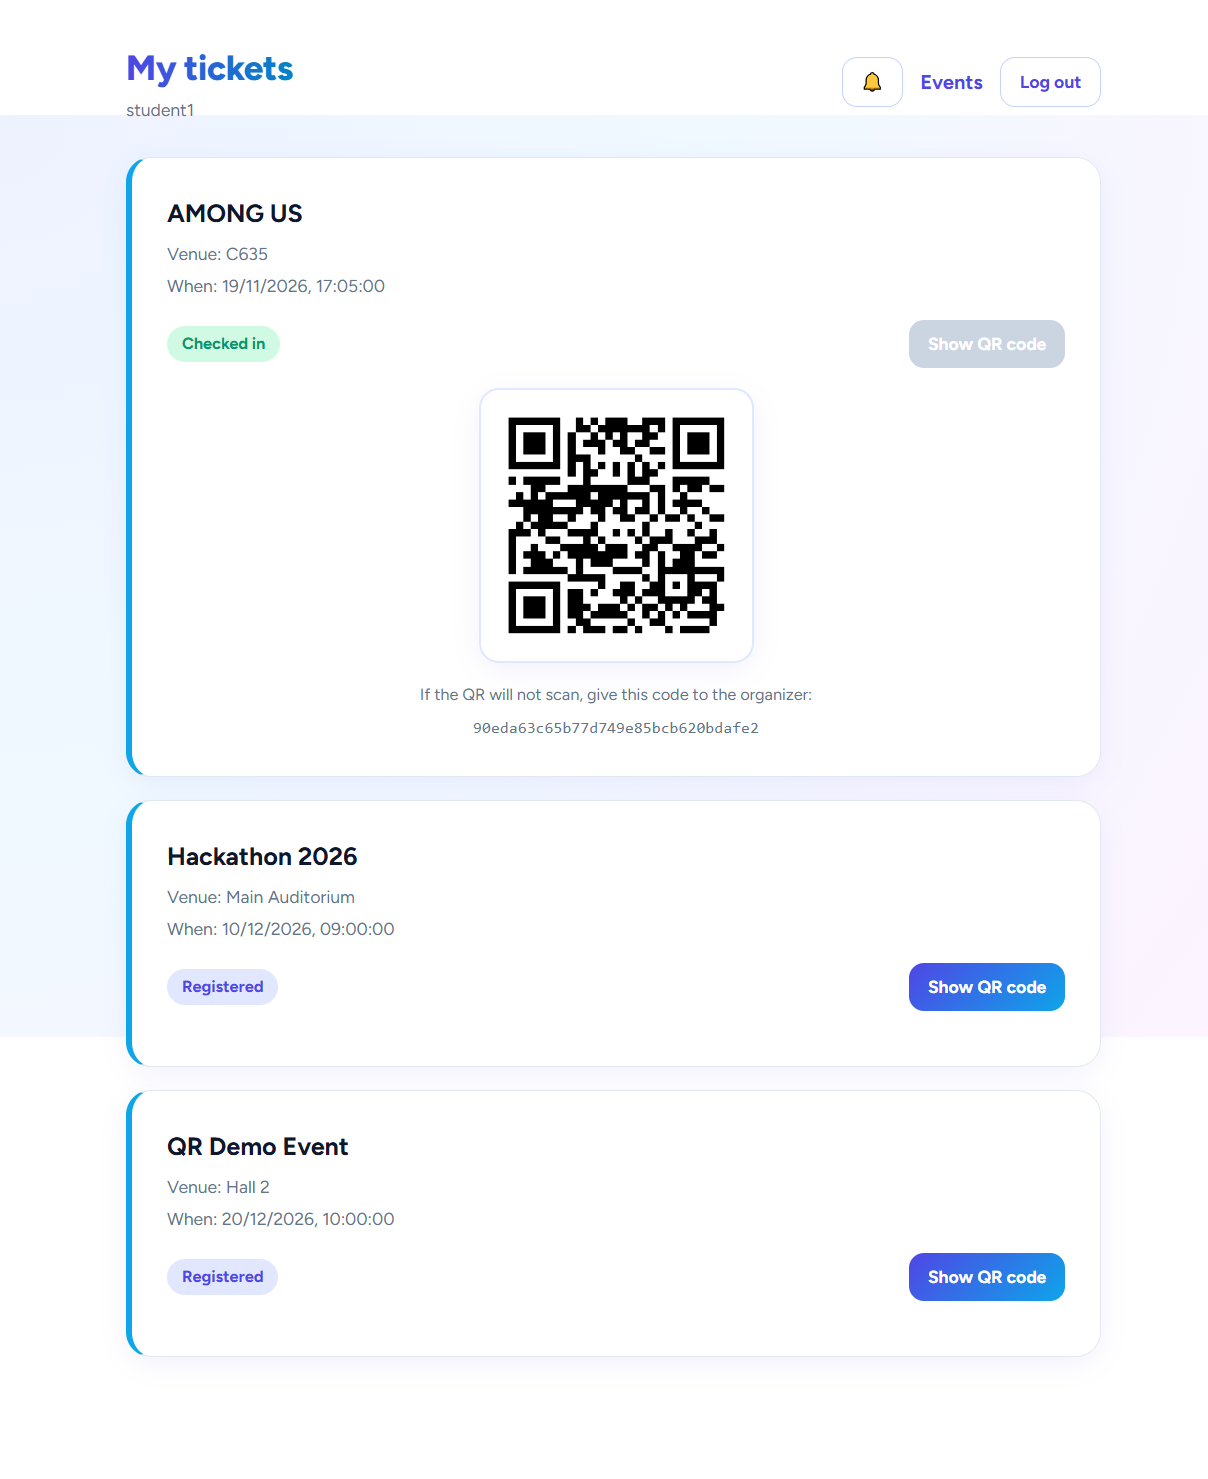 My tickets
student1
Events
Log out
AMONG US
Venue: C635
When: 19/11/2026, 17:05:00
Checked in
Show QR code
If the QR will not scan, give this code to the organizer:
90eda63c65b77d749e85bcb620bdafe2
Hackathon 2026
Venue: Main Auditorium
When: 10/12/2026, 09:00:00
Registered
Show QR code
QR Demo Event
Venue: Hall 2
When: 20/12/2026, 10:00:00
Registered
Show QR code